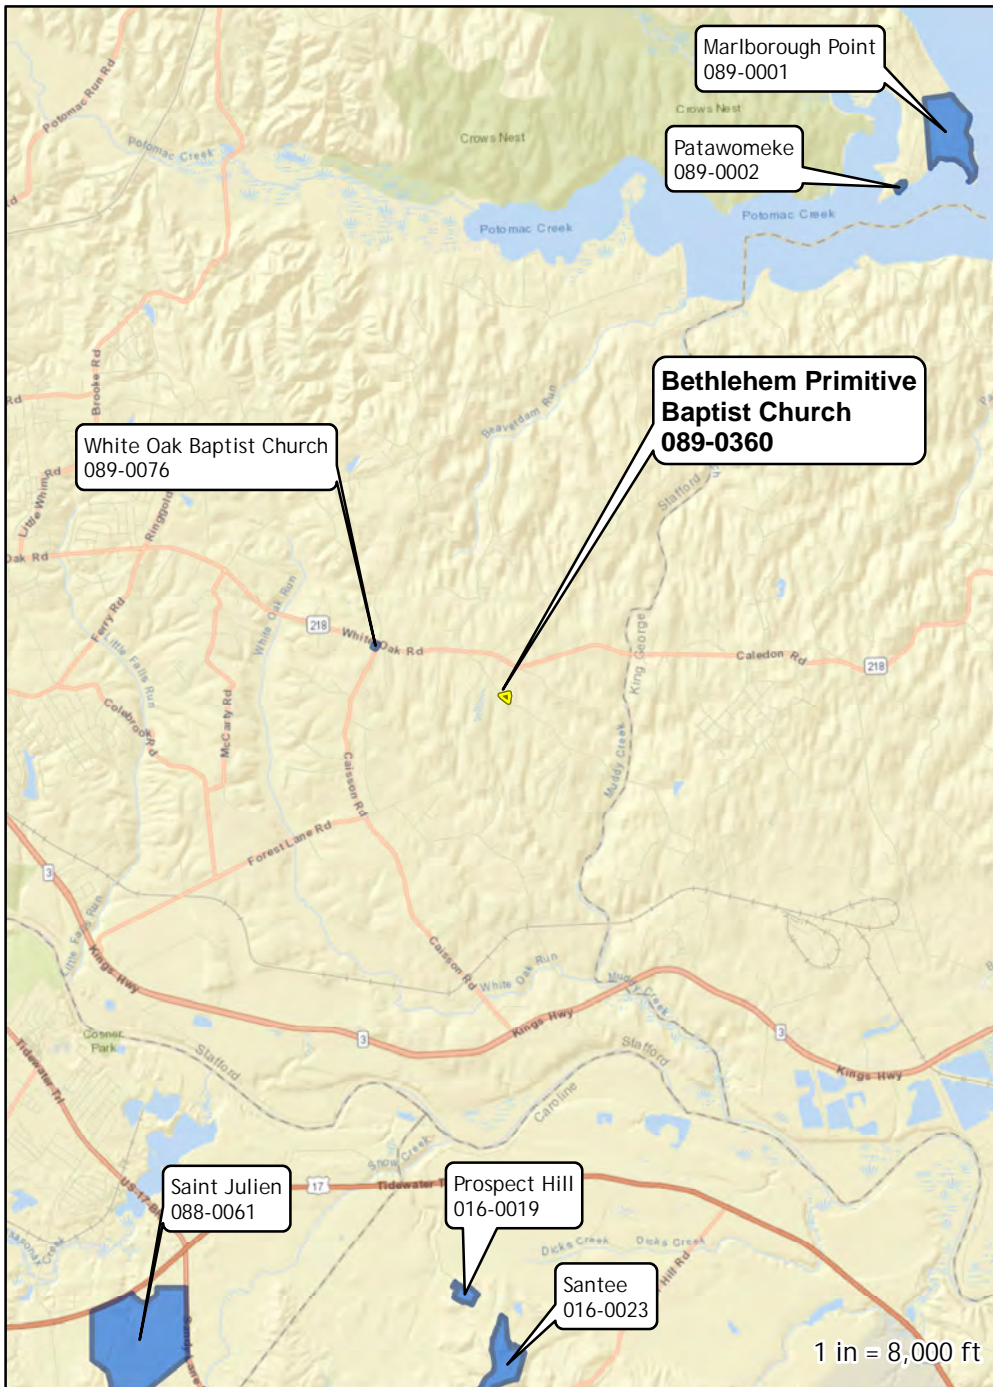 Marlborough Point
089-0001
Potomac Run Rd
Crows Nest
Crows Nest
Potomac Creek
Patawomeke
089-0002
Rd
Potomac Creek
Potomac Creek
Brooke Rd
Bethlehem Primitive
Baptist Church
089-0360
Rd
Beaverdam Run
White Oak Baptist Church
089-0076
Little Whim Rd
Ringgold
Stafford
Oak Rd
White Oak Run
Ferry Rd
218
White Oak Rd
King George
Caledon Rd
218
Little Falls Run
Colebrook Rd
McCarty Rd
Muddy Creek
Caisson Rd
Forest Lane Rd
3
Little Falls Run
Kings Hwy
Caisson Rd
White Oak Run
Muddy Creek
Kings Hwy
3
Cosner
Park
3
Stafford
Stafford
Kings Hwy
Tidewater Trl
Caroline
Snow Creek
Saint Julien
088-0061
17
Tidewater T
Prospect Hill
016-0019
US-17-B
Dicks Creek
Dicks Creek
Hill Rd
Santee
016-0023
Sandy Lane
1 in = 8,000 ft